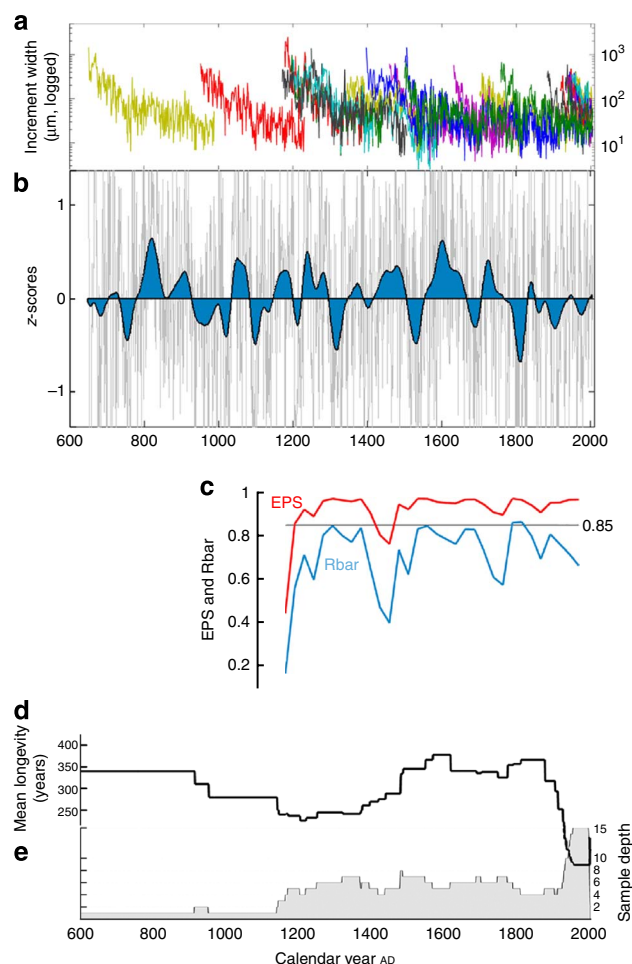 a
Increment width
(µm, logged)
10³
10²
10¹
b
z-scores
1
0
−1
600 800 1000 1200 1400 1600 1800 2000
c
EPS and Rbar
1
0.8
0.6
0.4
0.2
EPS
Rbar
0.85
d
Mean longevity
(years)
400
350
300
250
e
15
10
8
6
4
2
Sample depth
600 800 1000 1200 1400 1600 1800 2000
Calendar year AD